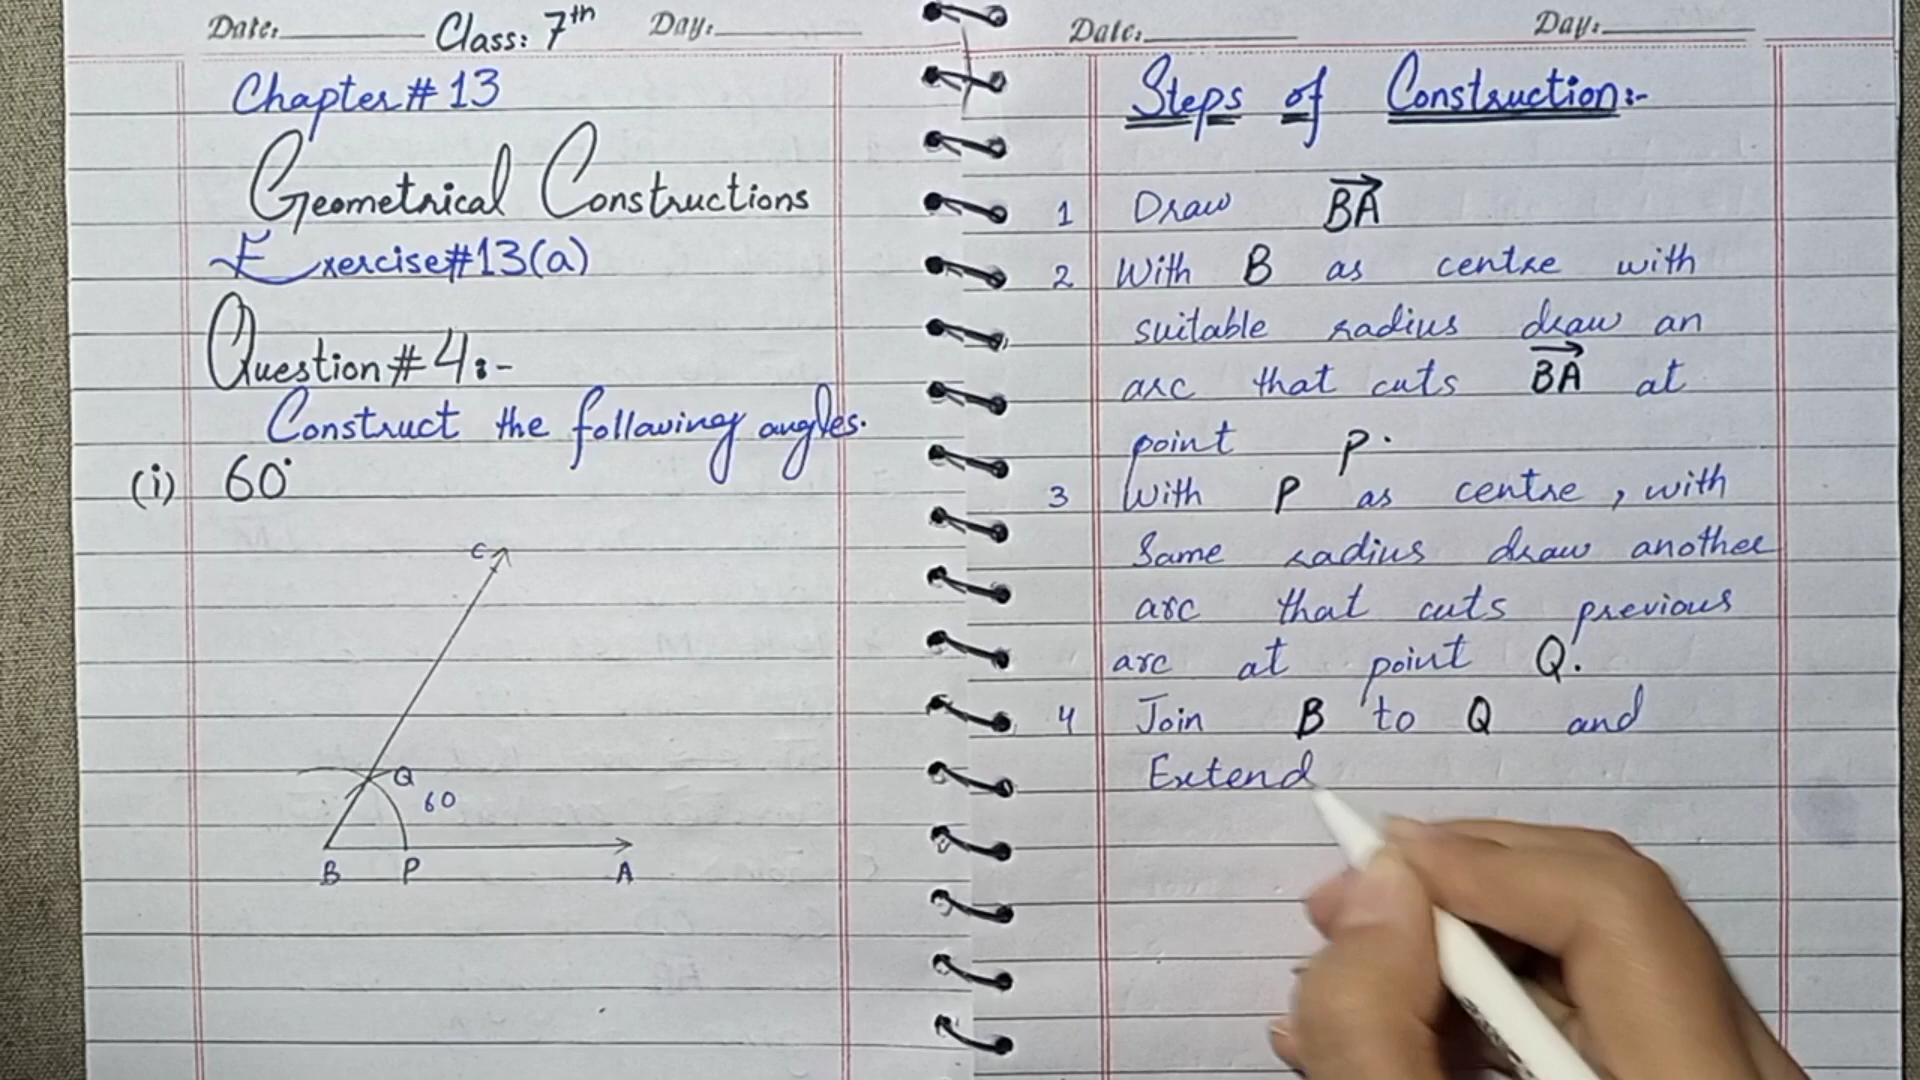 Date: Class: 7th Day:
Chapter# 13
Geometrical Constructions
Exercise#13(a)
Question# 4:-
Construct the following angles.
(i) 60°
C
Q
60
B P A
Date: Day:
Steps of Construction:-
1 Draw BA
2 With B as centre with
suitable radius draw an
arc that cuts BA at
point P.
3 With P as centre, with
Same radius draw another
arc that cuts previous
arc at point Q.
4 Join B to Q and
Extend